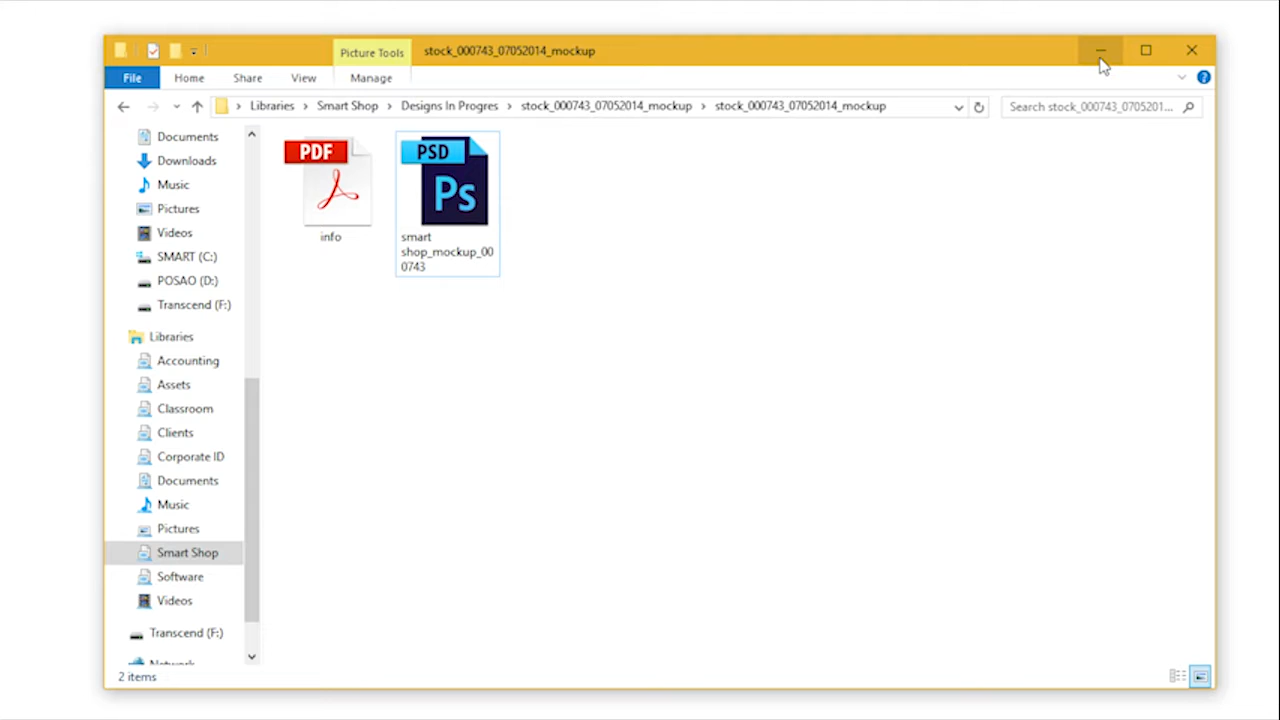 Picture Tools
stock_000743_07052014_mockup
File
Home
Share
View
Manage
Libraries
Smart Shop
Designs In Progres
stock_000743_07052014_mockup
stock_000743_07052014_mockup
Search stock_000743_0705201...
Documents
Downloads
Music
Pictures
Videos
SMART (C:)
POSAO (D:)
Transcend (F:)
Libraries
Accounting
Assets
Classroom
Clients
Corporate ID
Documents
Music
Pictures
Smart Shop
Software
Videos
Transcend (F:)
Network
PDF
info
PSD
Ps
smart
shop_mockup_00
0743
2 items